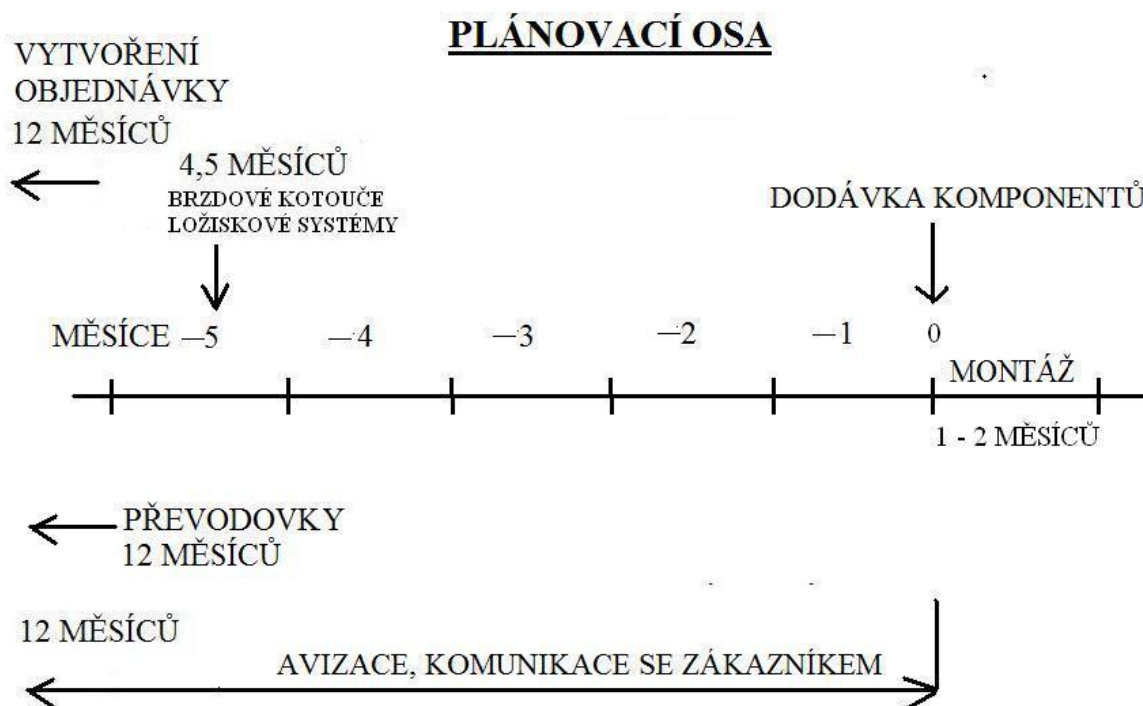 PLÁNOVACÍ OSA
VYTVOŘENÍ
OBJEDNÁVKY
12 MĚSÍCŮ
4,5 MĚSÍCŮ
BRZDOVÉ KOTOUČE
LOŽISKOVÉ SYSTÉMY
DODÁVKA KOMPONENTŮ
MĚSÍCE —5 —4 —3 —2 —1 0
MONTÁŽ
1 - 2 MĚSÍCŮ
PŘEVODOVKY
12 MĚSÍCŮ
12 MĚSÍCŮ
AVIZACE, KOMUNIKACE SE ZÁKAZNÍKEM